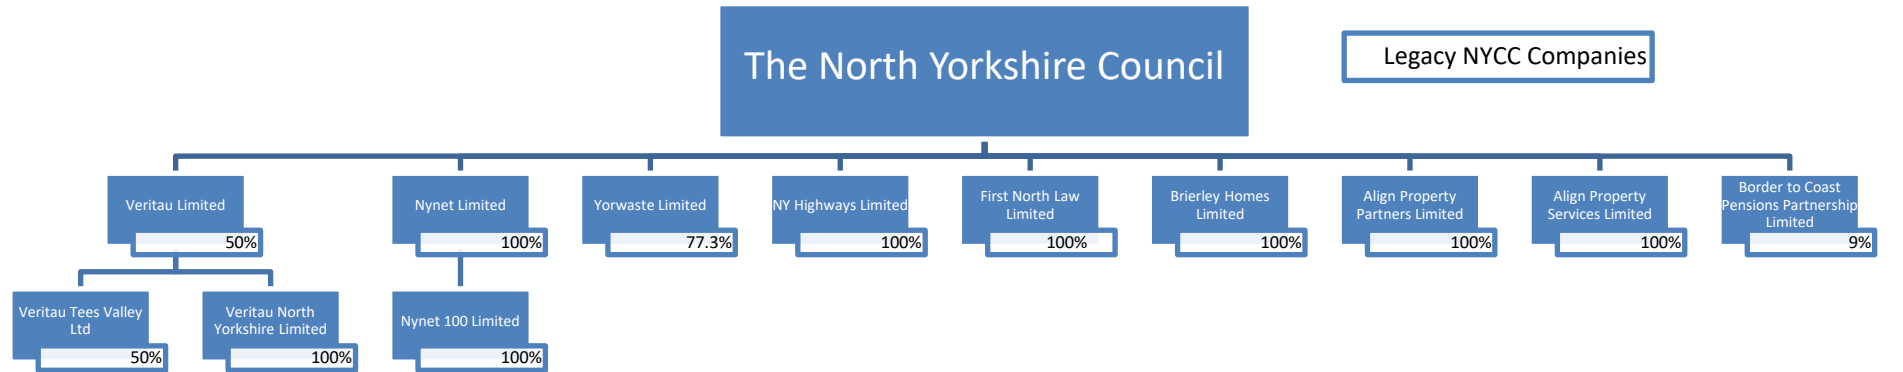 The North Yorkshire Council
Legacy NYCC Companies
Veritau Limited
50%
Nynet Limited
100%
Yorwaste Limited
77.3%
NY Highways Limited
100%
First North Law
Limited
100%
Brierley Homes
Limited
100%
Align Property
Partners Limited
100%
Align Property
Services Limited
100%
Border to Coast
Pensions Partnership
Limited
9%
Veritau Tees Valley
Ltd
50%
Veritau North
Yorkshire Limited
100%
Nynet 100 Limited
100%